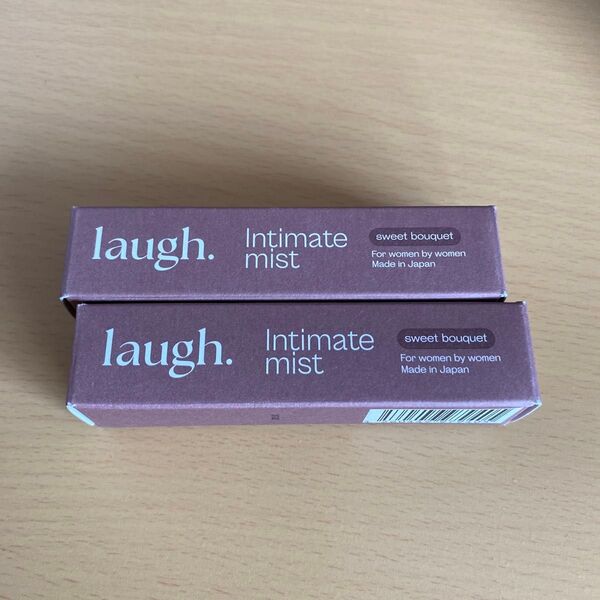 laugh.
Intimate
mist
sweet bouquet
For women by women
Made in Japan
laugh.
Intimate
mist
sweet bouquet
For women by women
Made in Japan